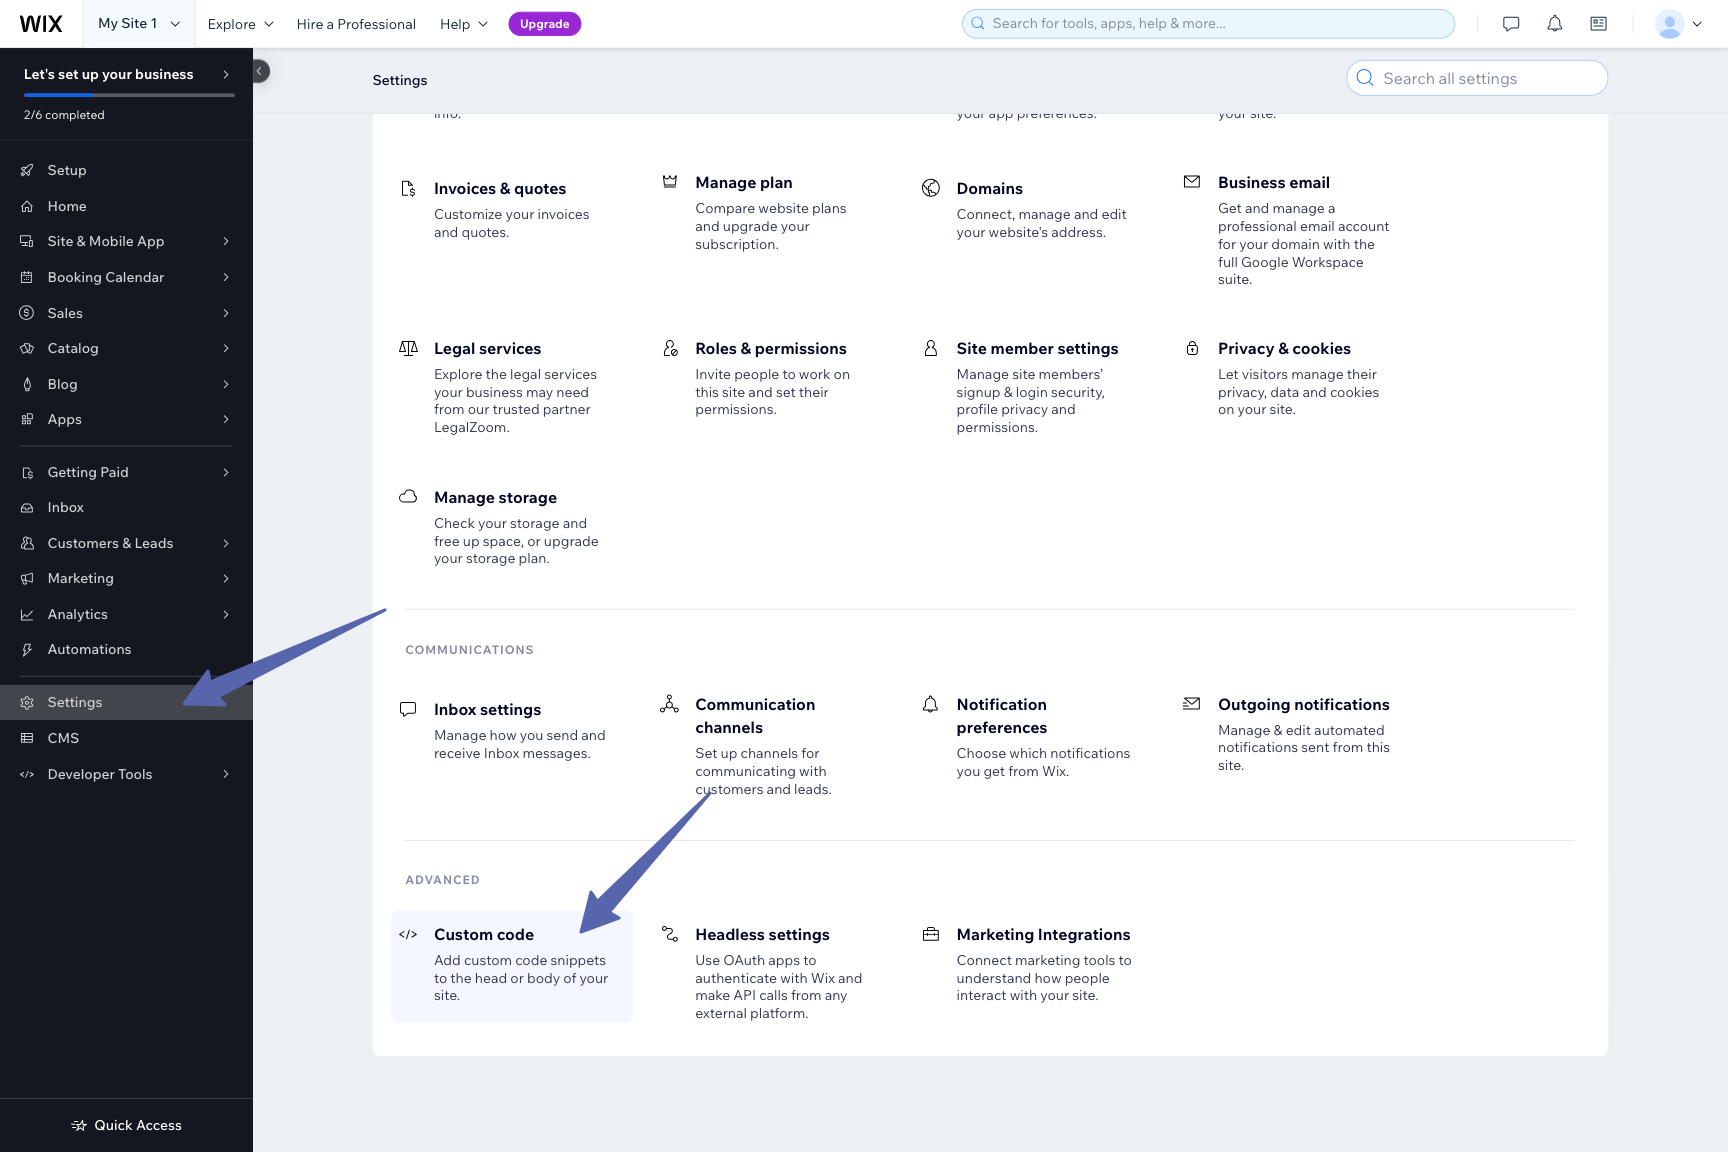 WIX
My Site 1
Explore
Hire a Professional
Help
Upgrade
Search for tools, apps, help & more...
Let's set up your business
2/6 completed
Setup
Home
Site & Mobile App
Booking Calendar
Sales
Catalog
Blog
Apps
Getting Paid
Inbox
Customers & Leads
Marketing
Analytics
Automations
Settings
CMS
Developer Tools
Quick Access
Settings
Search all settings
info.
your app preferences.
your site.
Invoices & quotes
Customize your invoices
and quotes.
Manage plan
Compare website plans
and upgrade your
subscription.
Domains
Connect, manage and edit
your website's address.
Business email
Get and manage a
professional email account
for your domain with the
full Google Workspace
suite.
Legal services
Explore the legal services
your business may need
from our trusted partner
LegalZoom.
Roles & permissions
Invite people to work on
this site and set their
permissions.
Site member settings
Manage site members'
signup & login security,
profile privacy and
permissions.
Privacy & cookies
Let visitors manage their
privacy, data and cookies
on your site.
Manage storage
Check your storage and
free up space, or upgrade
your storage plan.
COMMUNICATIONS
Inbox settings
Manage how you send and
receive Inbox messages.
Communication
channels
Set up channels for
communicating with
customers and leads.
Notification
preferences
Choose which notifications
you get from Wix.
Outgoing notifications
Manage & edit automated
notifications sent from this
site.
ADVANCED
Custom code
Add custom code snippets
to the head or body of your
site.
Headless settings
Use OAuth apps to
authenticate with Wix and
make API calls from any
external platform.
Marketing Integrations
Connect marketing tools to
understand how people
interact with your site.